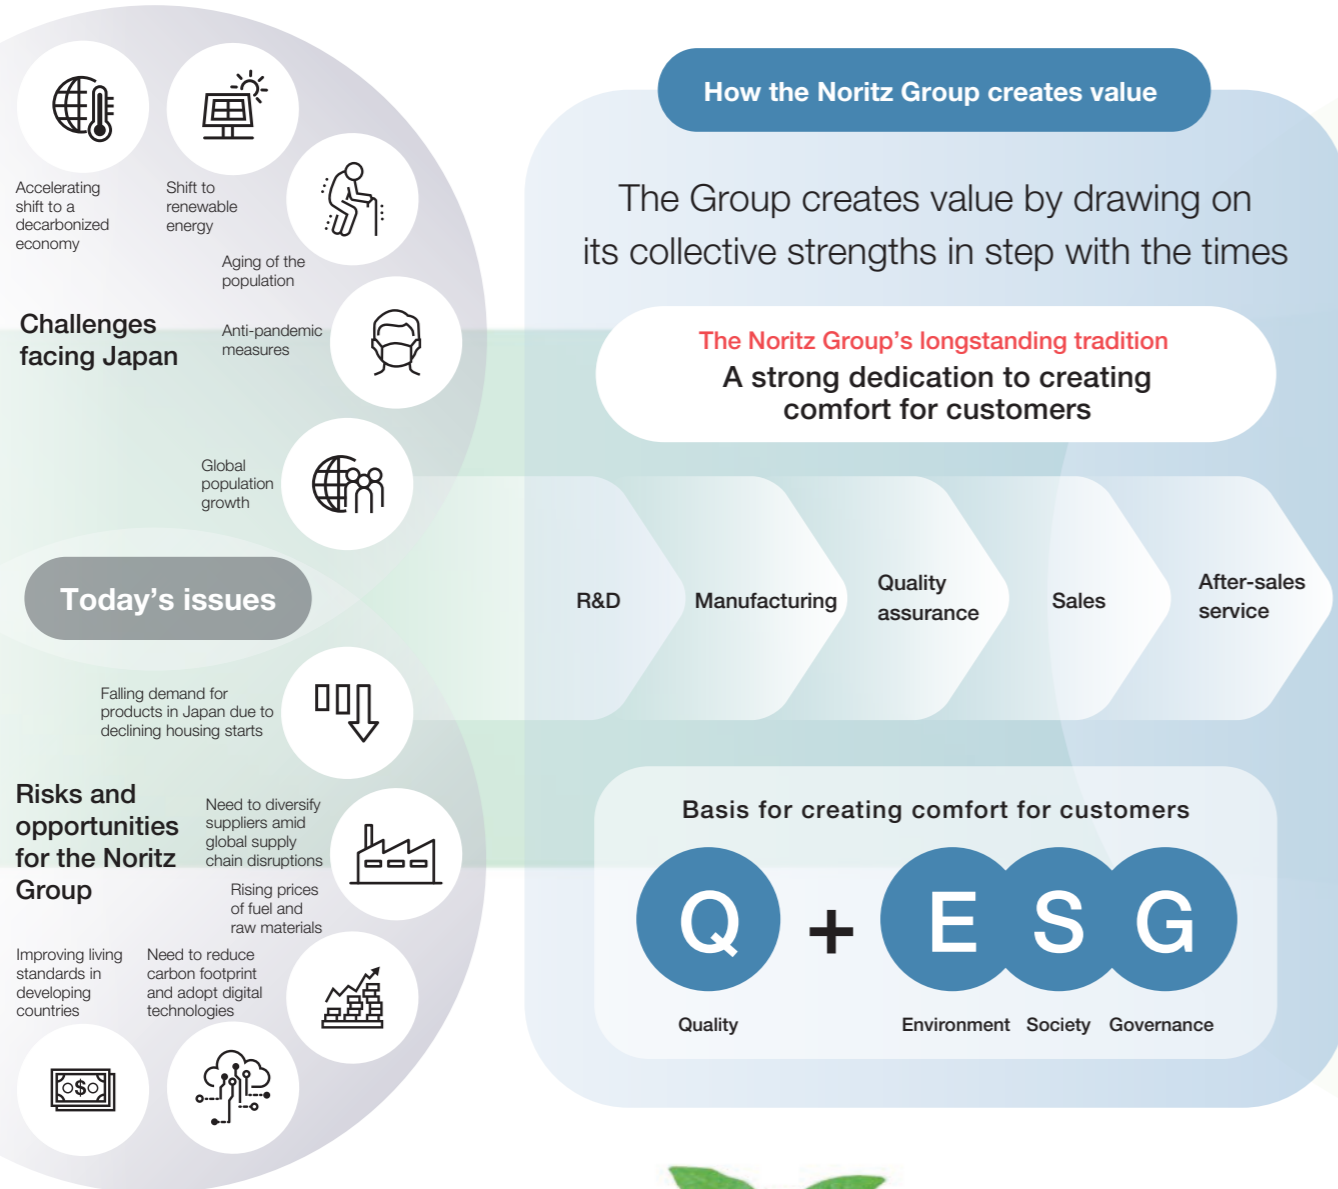 Accelerating
shift to a
decarbonized
economy
Shift to
renewable
energy
Aging of the
population
Challenges
facing Japan
Anti-pandemic
measures
Global
population
growth
Today's issues
Falling demand for
products in Japan due to
declining housing starts
Risks and
opportunities
for the Noritz
Group
Need to diversify
suppliers amid
global supply
chain disruptions
Rising prices
of fuel and
raw materials
Improving living
standards in
developing
countries
Need to reduce
carbon footprint
and adopt digital
technologies
$
How the Noritz Group creates value
The Group creates value by drawing on
its collective strengths in step with the times
The Noritz Group's longstanding tradition
A strong dedication to creating
comfort for customers
R&D
Manufacturing
Quality
assurance
Sales
After-sales
service
Basis for creating comfort for customers
Q + E S G
Quality Environment Society Governance